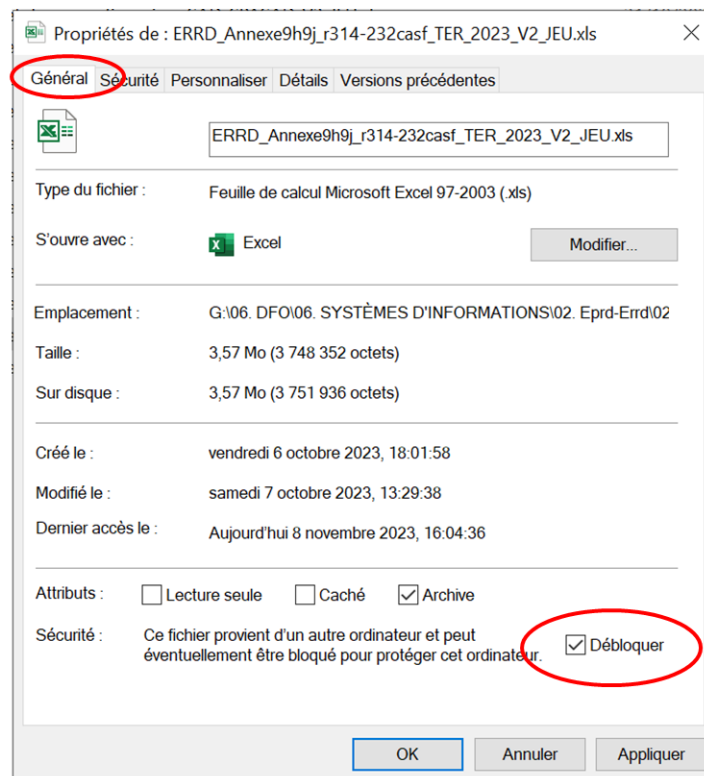 Propriétés de : ERRD_Annexe9h9j_r314-232casf_TER_2023_V2_JEU.xls
Général Sécurité Personnaliser Détails Versions précédentes
ERRD_Annexe9h9j_r314-232casf_TER_2023_V2_JEU.xls
Type du fichier : Feuille de calcul Microsoft Excel 97-2003 (.xls)
S'ouvre avec : Excel Modifier...
Emplacement : G:\06. DFO\06. SYSTÈMES D'INFORMATIONS\02. Eprd-Errd\02
Taille : 3,57 Mo (3 748 352 octets)
Sur disque : 3,57 Mo (3 751 936 octets)
Créé le : vendredi 6 octobre 2023, 18:01:58
Modifié le : samedi 7 octobre 2023, 13:29:38
Dernier accès le : Aujourd'hui 8 novembre 2023, 16:04:36
Attributs : Lecture seule Caché Archive
Sécurité : Ce fichier provient d'un autre ordinateur et peut
éventuellement être bloqué pour protéger cet ordinateur. Débloquer
OK Annuler Appliquer